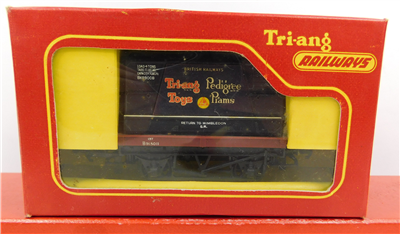 Tri-ang
RAILWAYS
BRITISH RAILWAYS
Tri-ang Pedigree
Toys Prams
RETURN TO WIMBLEDON
S.R.